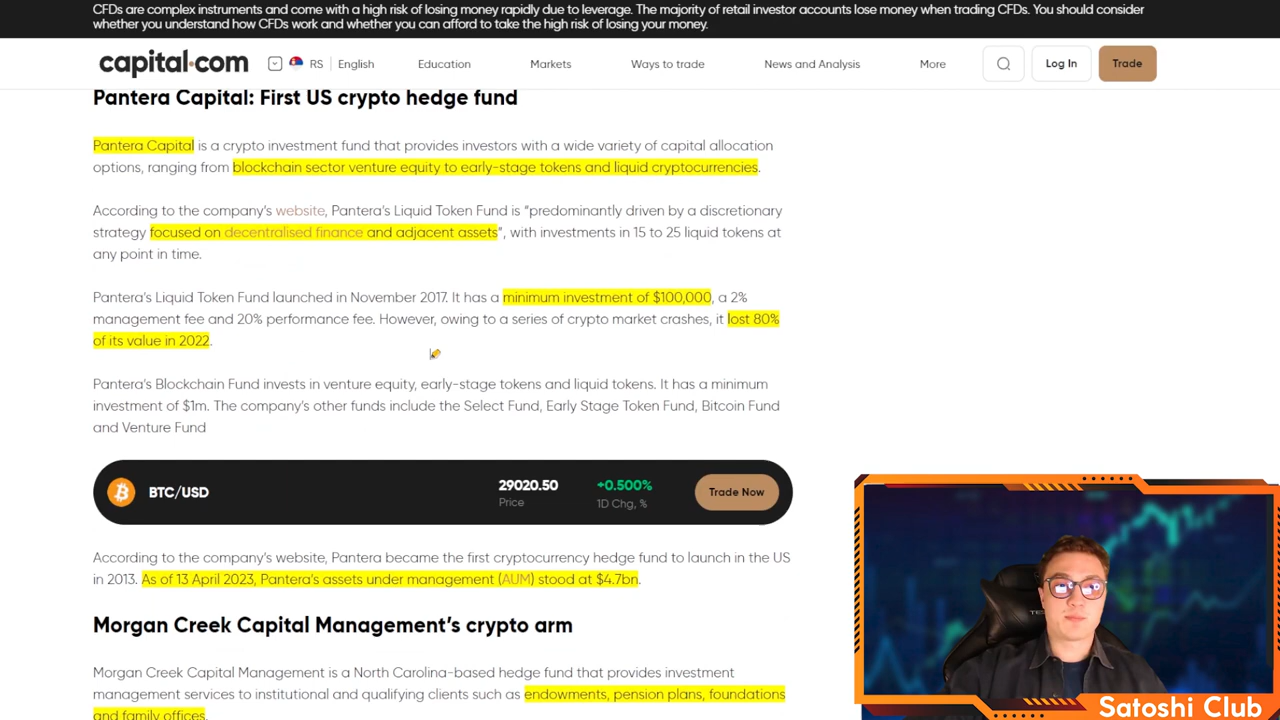 CFDs are complex instruments and come with a high risk of losing money rapidly due to leverage. The majority of retail investor accounts lose money when trading CFDs. You should consider
whether you understand how CFDs work and whether you can afford to take the high risk of losing your money.
capital.com RS English Education Markets Ways to trade News and Analysis More Log In Trade
Pantera Capital: First US crypto hedge fund
Pantera Capital is a crypto investment fund that provides investors with a wide variety of capital allocation
options, ranging from blockchain sector venture equity to early-stage tokens and liquid cryptocurrencies.
According to the company's website, Pantera's Liquid Token Fund is “predominantly driven by a discretionary
strategy focused on decentralised finance and adjacent assets”, with investments in 15 to 25 liquid tokens at
any point in time.
Pantera's Liquid Token Fund launched in November 2017. It has a minimum investment of $100,000, a 2%
management fee and 20% performance fee. However, owing to a series of crypto market crashes, it lost 80%
of its value in 2022.
Pantera's Blockchain Fund invests in venture equity, early-stage tokens and liquid tokens. It has a minimum
investment of $1m. The company's other funds include the Select Fund, Early Stage Token Fund, Bitcoin Fund
and Venture Fund
BTC/USD 29020.50 +0.500% Trade Now
Price 1D Chg, %
According to the company's website, Pantera became the first cryptocurrency hedge fund to launch in the US
in 2013. As of 13 April 2023, Pantera's assets under management (AUM) stood at $4.7bn.
Morgan Creek Capital Management's crypto arm
Morgan Creek Capital Management is a North Carolina-based hedge fund that provides investment
management services to institutional and qualifying clients such as endowments, pension plans, foundations
and family offices.
Satoshi Club